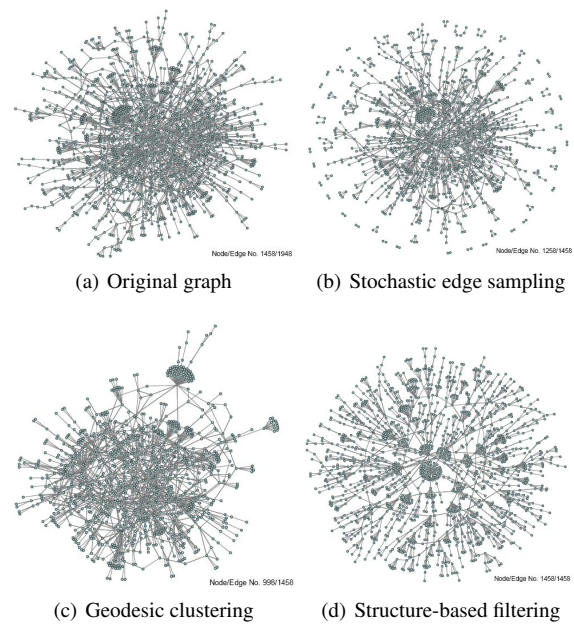 Node/Edge No. 1458/1948
Node/Edge No. 1258/1458
(a) Original graph
(b) Stochastic edge sampling
Node/Edge No. 998/1458
Node/Edge No. 1458/1458
(c) Geodesic clustering
(d) Structure-based filtering